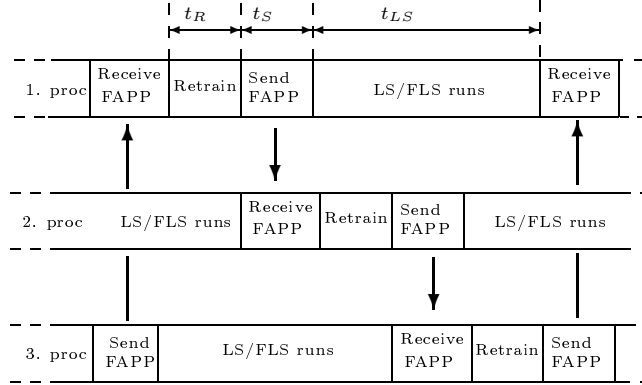 t_R t_S t_LS
1. proc Receive FAPP Retrain Send FAPP LS/FLS runs Receive FAPP
2. proc LS/FLS runs Receive FAPP Retrain Send FAPP LS/FLS runs
3. proc Send FAPP LS/FLS runs Receive FAPP Retrain Send FAPP